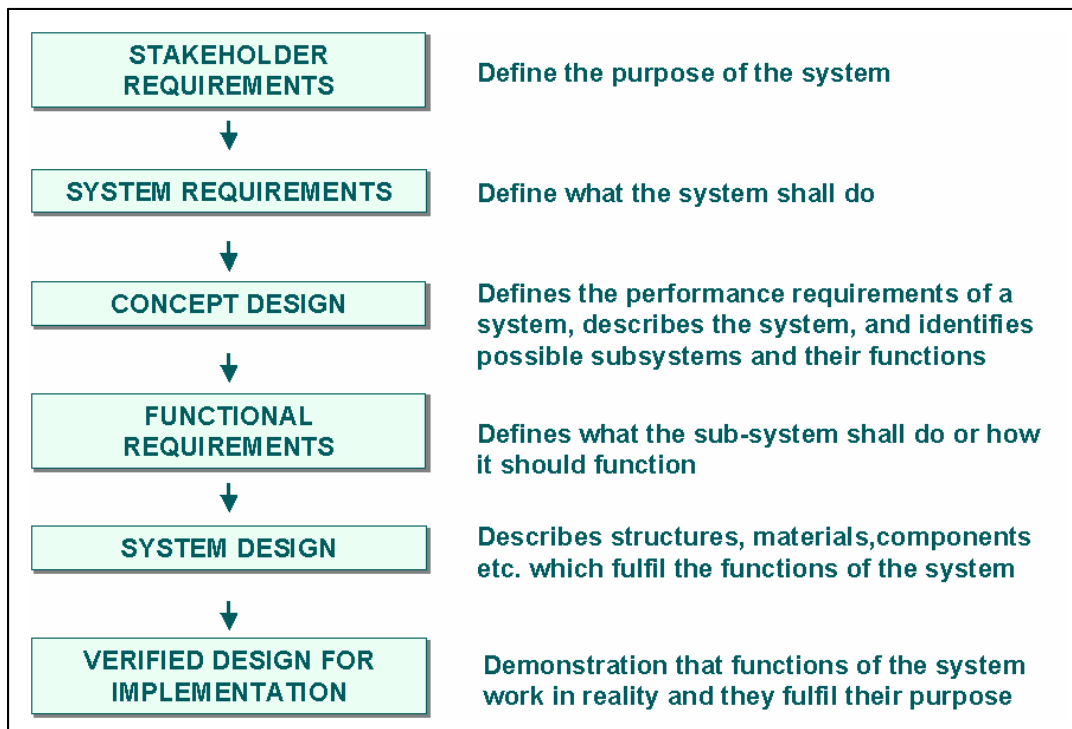 STAKEHOLDER
REQUIREMENTS
Define the purpose of the system
SYSTEM REQUIREMENTS
Define what the system shall do
CONCEPT DESIGN
Defines the performance requirements of a
system, describes the system, and identifies
possible subsystems and their functions
FUNCTIONAL
REQUIREMENTS
Defines what the sub-system shall do or how
it should function
SYSTEM DESIGN
Describes structures, materials,components
etc. which fulfil the functions of the system
VERIFIED DESIGN FOR
IMPLEMENTATION
Demonstration that functions of the system
work in reality and they fulfil their purpose